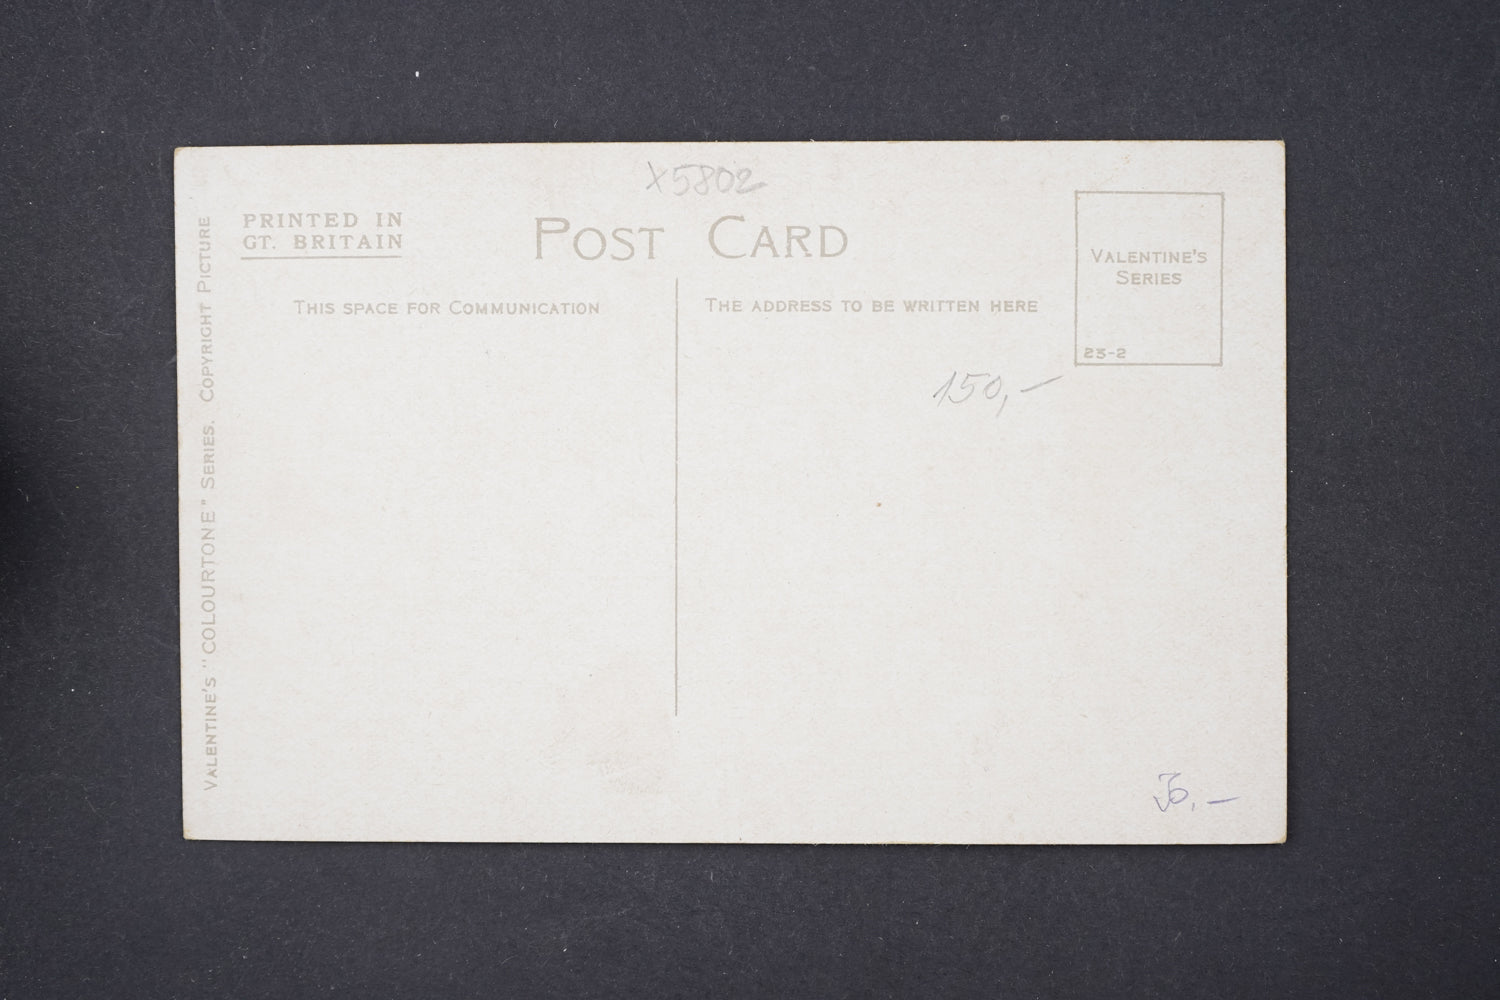 X5802
PRINTED IN
GT. BRITAIN
POST CARD
THIS SPACE FOR COMMUNICATION
THE ADDRESS TO BE WRITTEN HERE
VALENTINE'S
SERIES
23-2
150,-
VALENTINE'S "COLOURTONE" SERIES. COPYRIGHT PICTURE